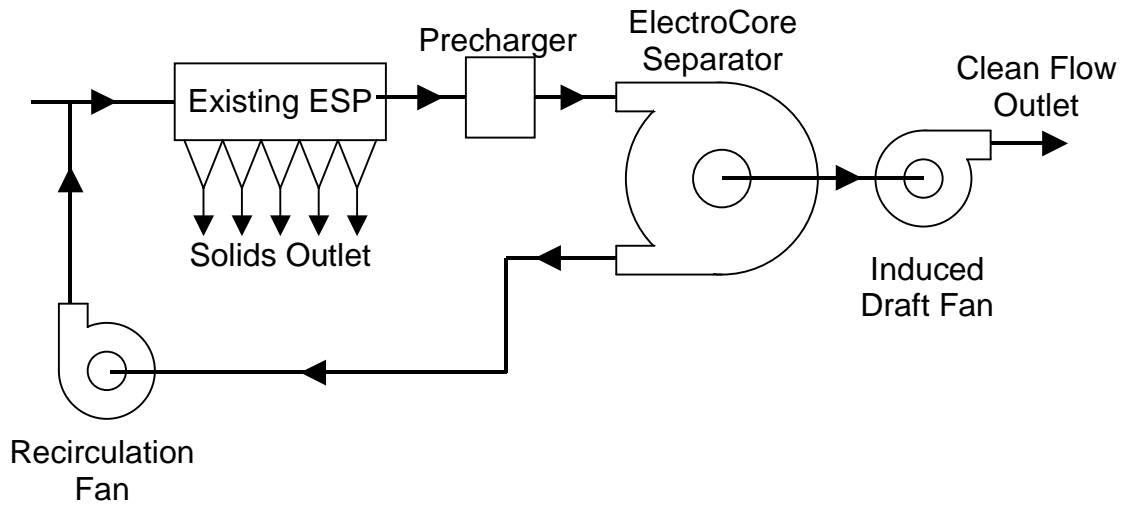 ElectroCore
Separator
Precharger
Clean Flow
Outlet
Existing ESP
Solids Outlet
Induced
Draft Fan
Recirculation
Fan